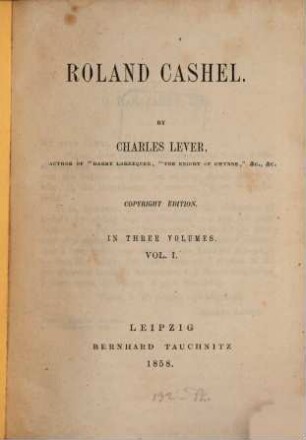 ROLAND CASHEL.
BY
CHARLES LEVER,
AUTHOR OF "HARRY LORREQUER," "THE KNIGHT OF GWYNNE," &C., &C.
COPYRIGHT EDITION.
IN THREE VOLUMES.
VOL. I.
LEIPZIG
BERNHARD TAUCHNITZ
1858.